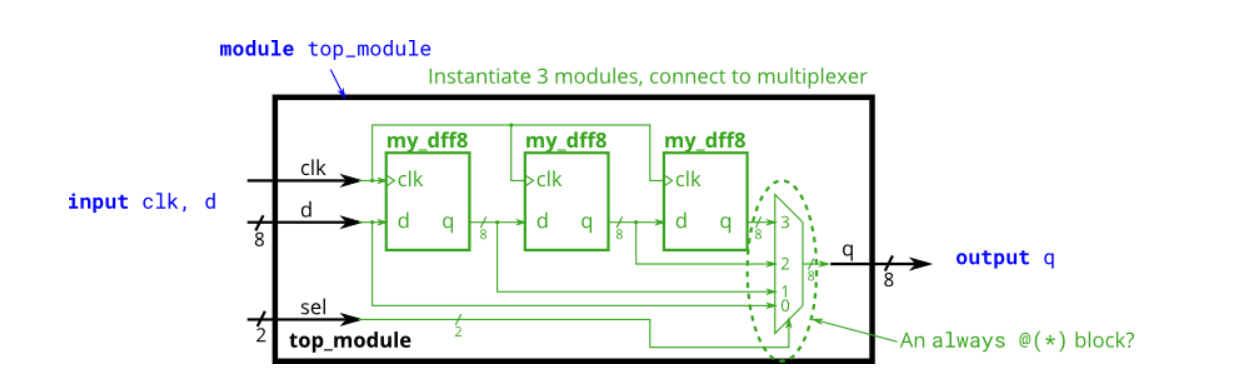 module top_module
Instantiate 3 modules, connect to multiplexer
my_dff8 my_dff8 my_dff8
clk clk clk clk
input clk, d
d d q d q d q 3
8 8 8 8
q output q
2 8 8
1
0
sel
2 2
top_module
An always @(*) block?